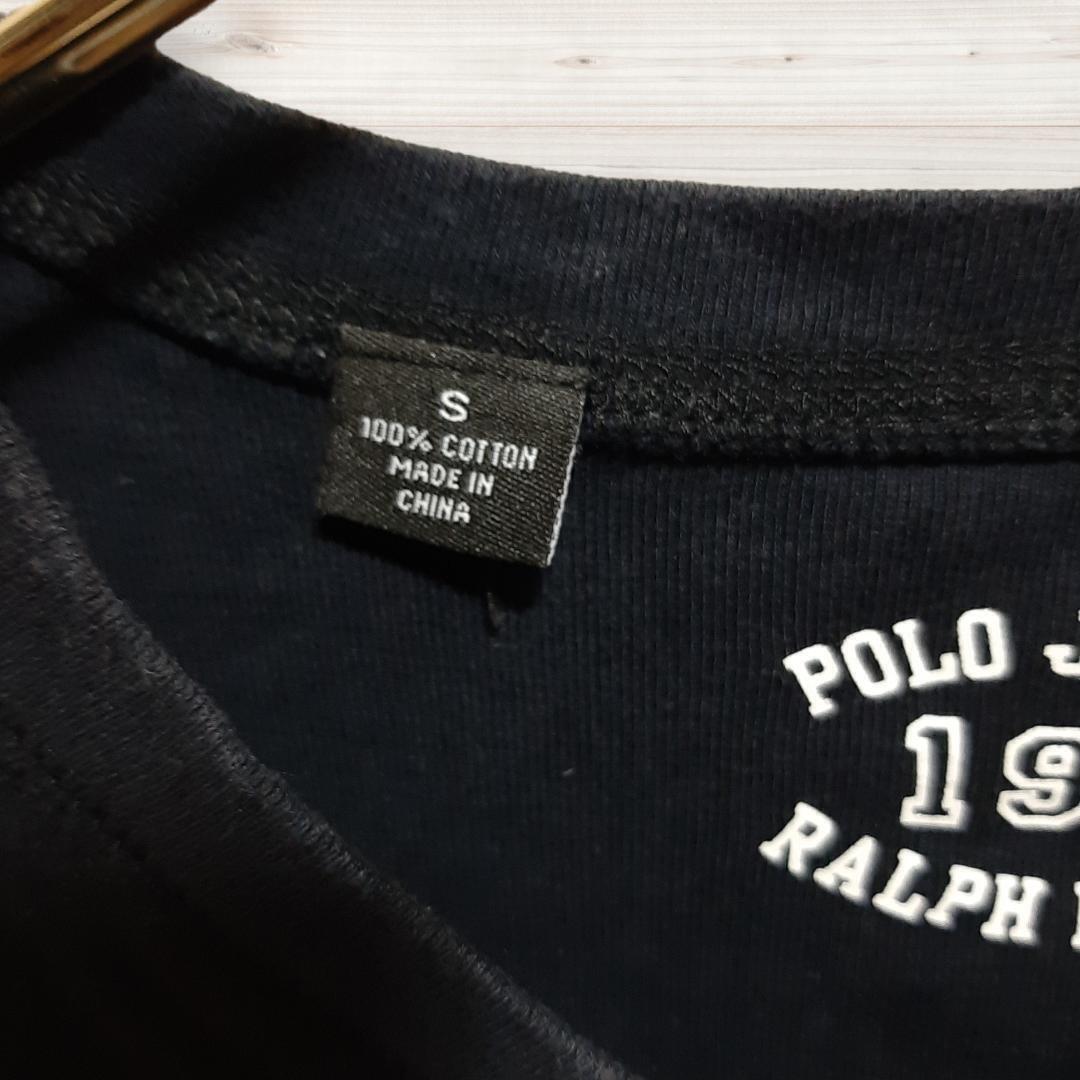 S
100% COTTON
MADE IN
CHINA
POLO
19
RALPH